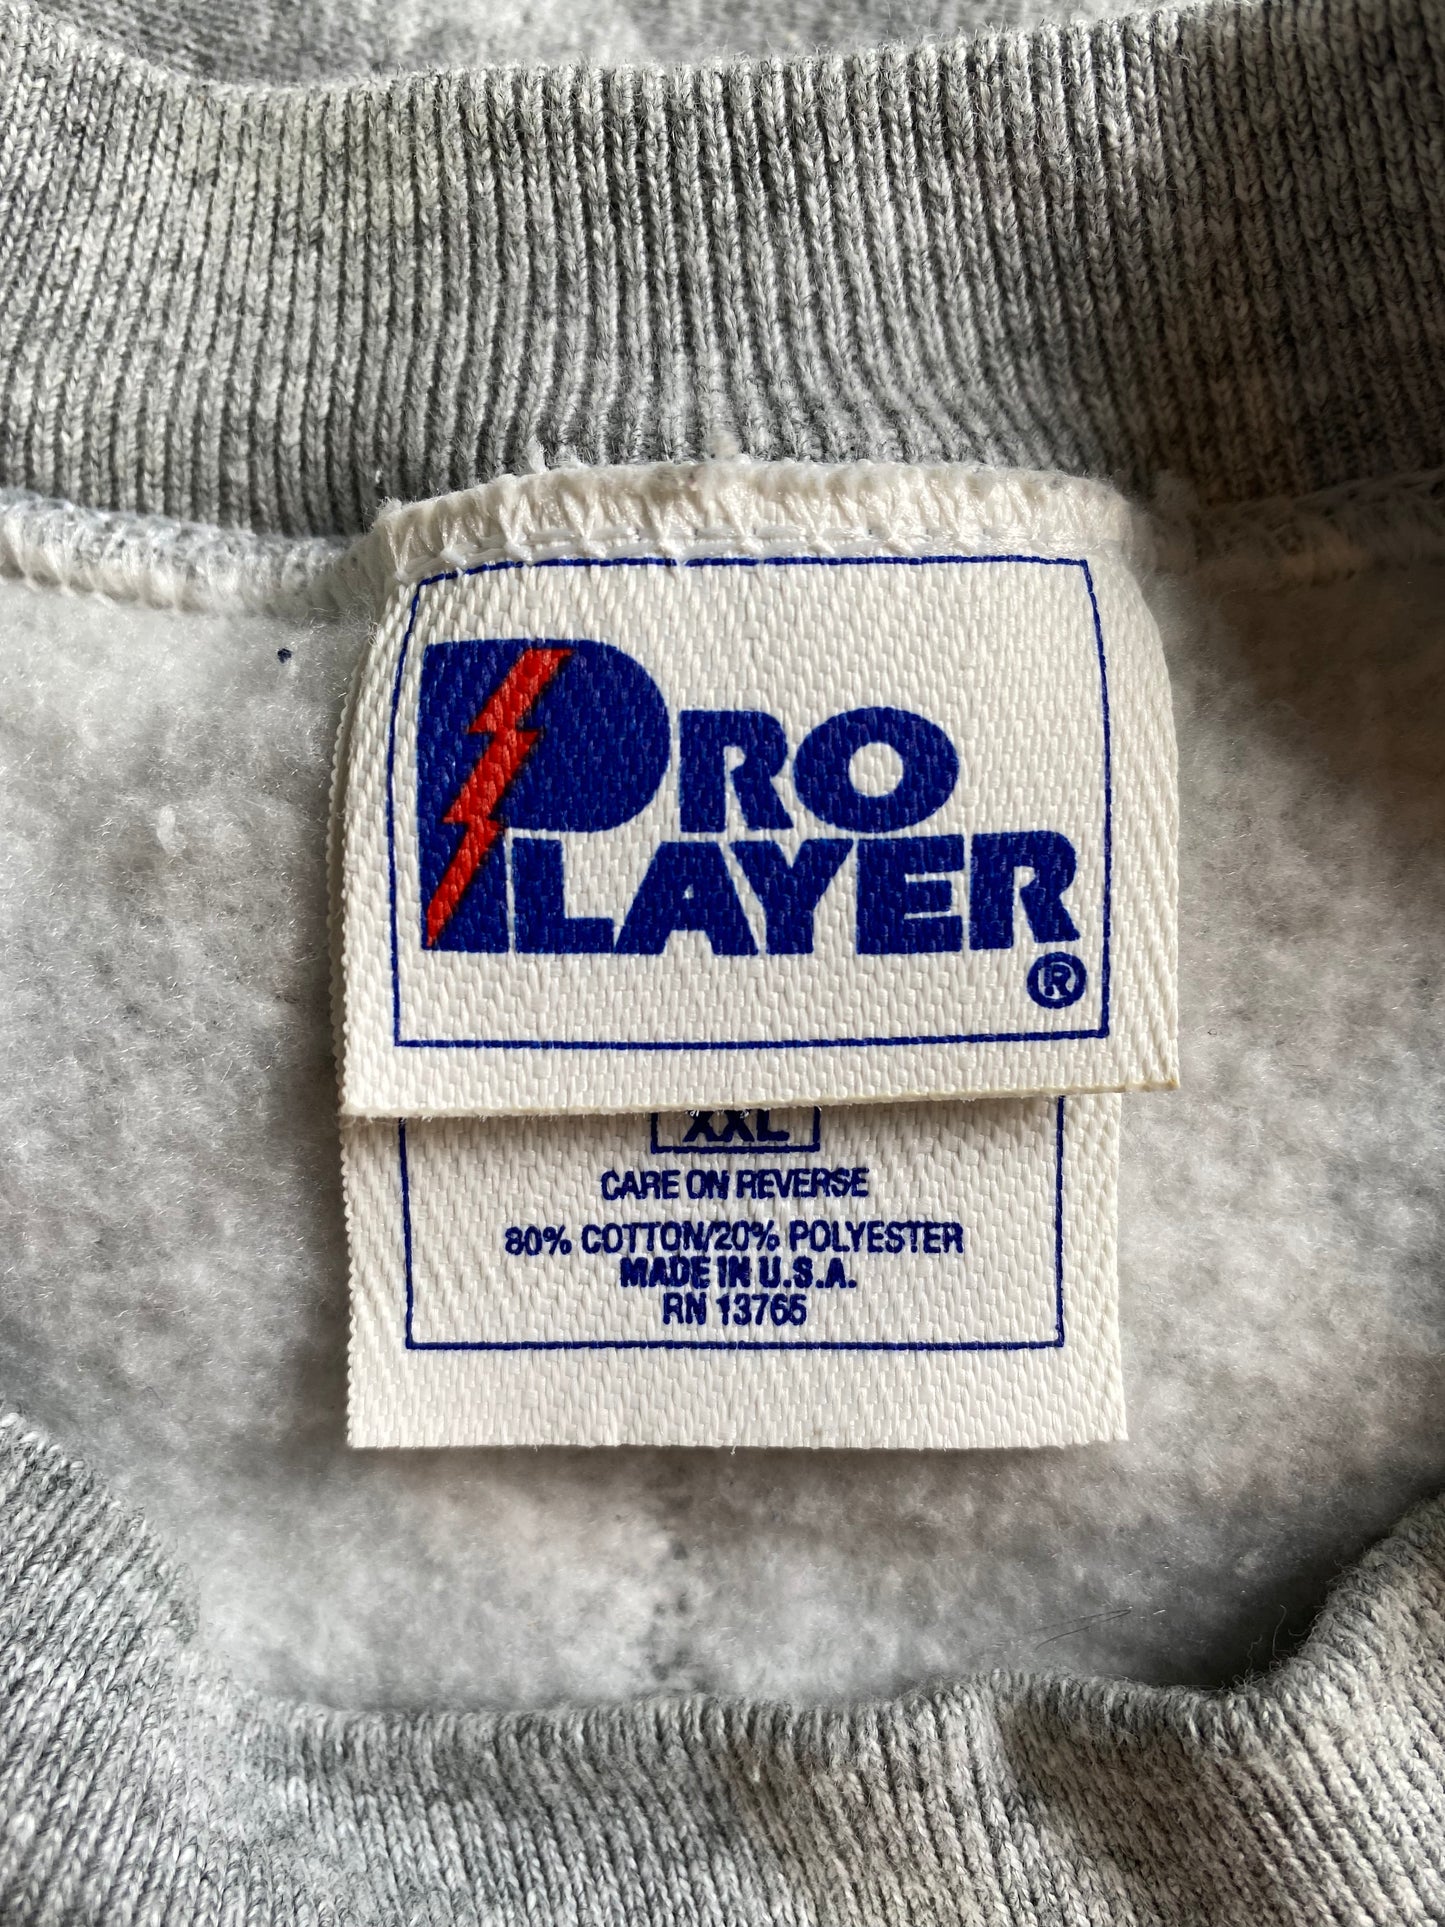 PRO
PLAYER
®
XXL
CARE ON REVERSE
80% COTTON/20% POLYESTER
MADE IN U.S.A.
RN 13765